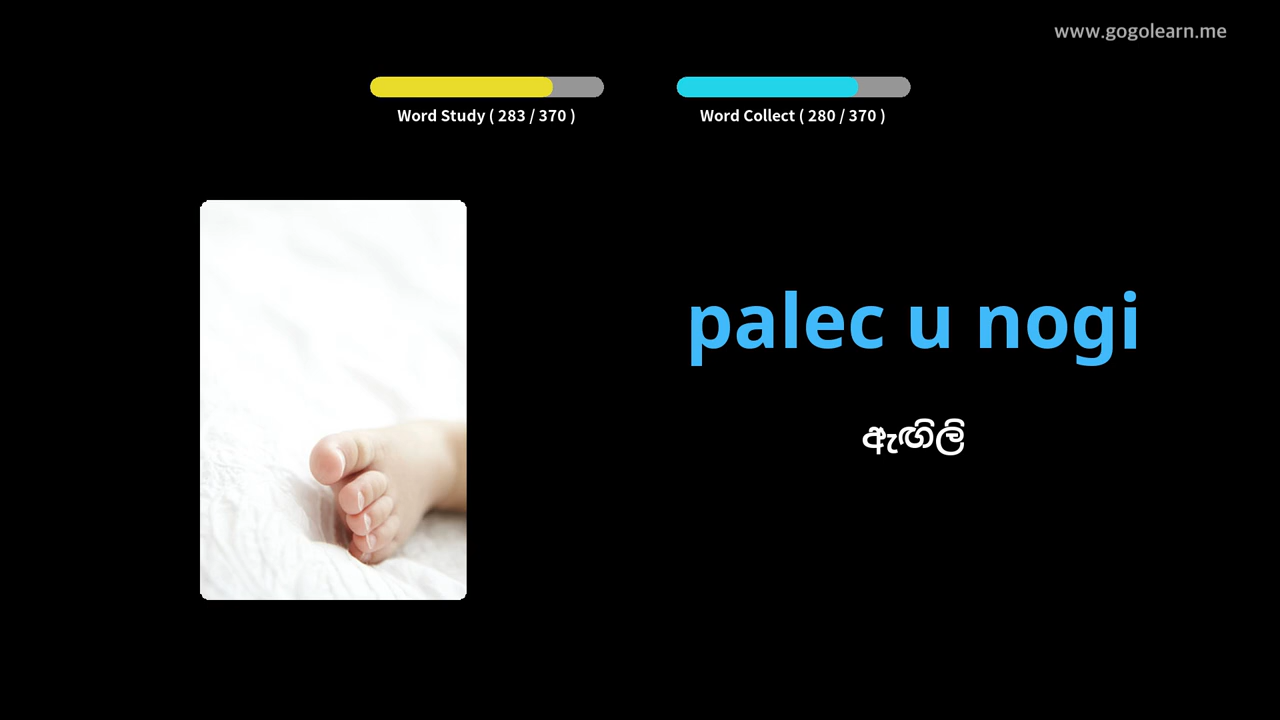 www.gogolearn.me
Word Study ( 283 / 370 )
Word Collect ( 280 / 370 )
palec u nogi
ඇඟිලි